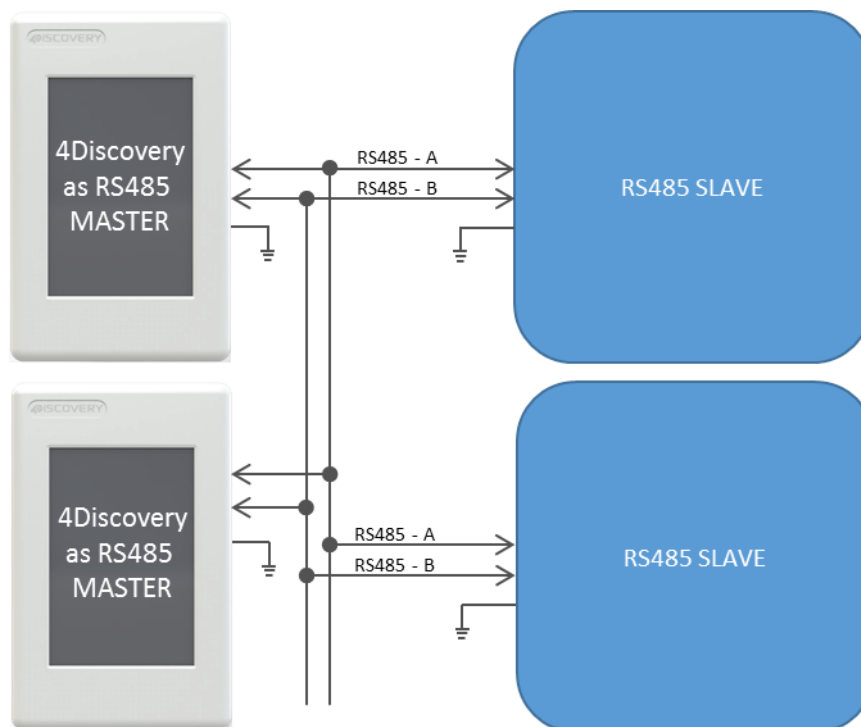 4DISCOVERY
4Discovery
as RS485
MASTER
RS485 - A
RS485 - B
RS485 SLAVE
4DISCOVERY
4Discovery
as RS485
MASTER
RS485 - A
RS485 - B
RS485 SLAVE